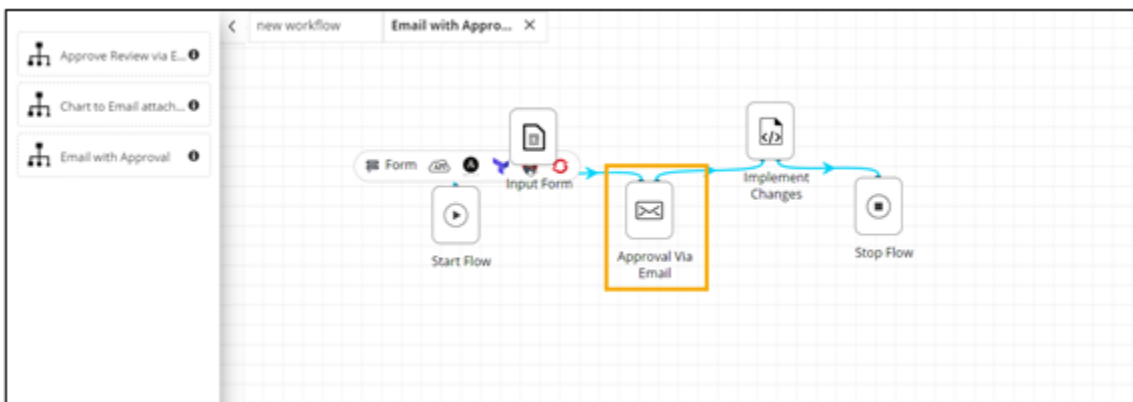 new workflow
Email with Appro...
Approve Review via E...
Chart to Email attach...
Email with Approval
Form
API
Input Form
Implement
Changes
Start Flow
Approval Via
Email
Stop Flow